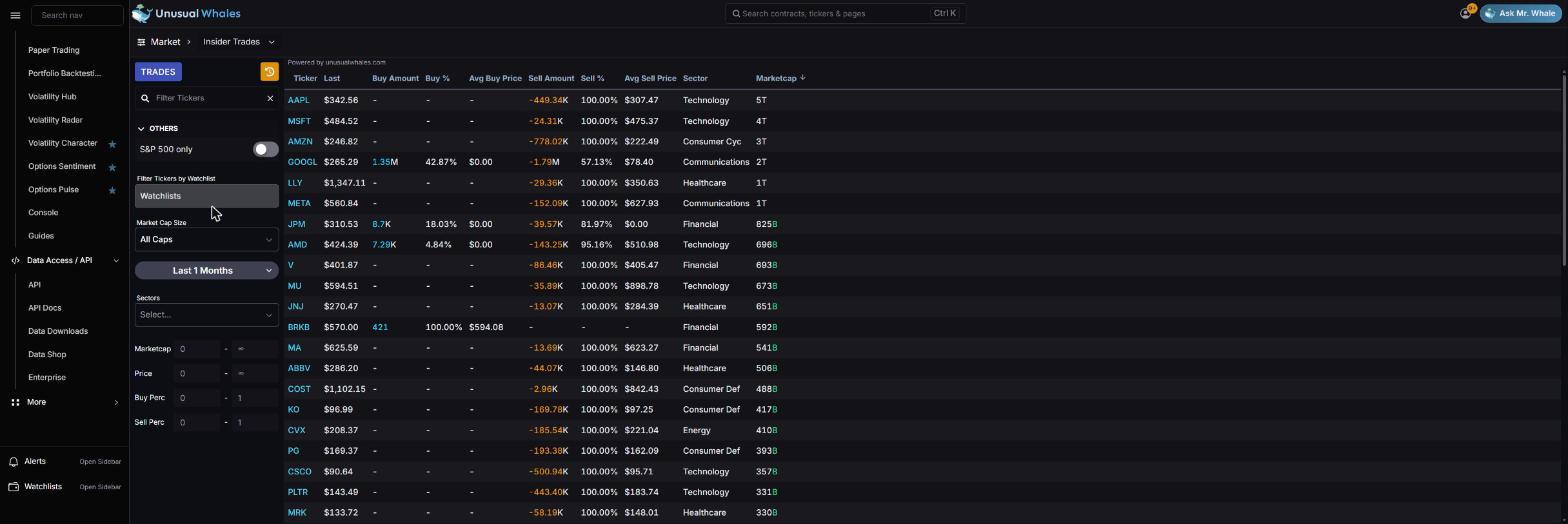 Search nav
Unusual Whales
Search contracts, tickers & pages Ctrl K
9+
Ask Mr. Whale
Paper Trading
Portfolio Backtesti...
Volatility Hub
Volatility Radar
Volatility Character
Options Sentiment
Options Pulse
Console
Guides
Data Access / API
API
API Docs
Data Downloads
Data Shop
Enterprise
More
Alerts Open Sidebar
Watchlists Open Sidebar
Market > Insider Trades
TRADES
Filter Tickers
OTHERS
S&P 500 only
Filter Tickers by Watchlist
Watchlists
Market Cap Size
All Caps
Last 1 Months
Sectors
Select...
Marketcap 0 - ∞
Price 0 - ∞
Buy Perc 0 - 1
Sell Perc 0 - 1
Powered by unusualwhales.com
Ticker Last Buy Amount Buy % Avg Buy Price Sell Amount Sell % Avg Sell Price Sector Marketcap ↓
AAPL $342.56 - - - -449.34K 100.00% $307.47 Technology 5T
MSFT $484.52 - - - -24.31K 100.00% $475.37 Technology 4T
AMZN $246.82 - - - -778.02K 100.00% $222.49 Consumer Cyc 3T
GOOGL $265.29 1.35M 42.87% $0.00 -1.79M 57.13% $78.40 Communications 2T
LLY $1,347.11 - - - -29.36K 100.00% $350.63 Healthcare 1T
META $560.84 - - - -152.09K 100.00% $627.93 Communications 1T
JPM $310.53 8.7K 18.03% $0.00 -39.57K 81.97% $0.00 Financial 825B
AMD $424.39 7.29K 4.84% $0.00 -143.25K 95.16% $510.98 Technology 696B
V $401.87 - - - -86.46K 100.00% $405.47 Financial 693B
MU $594.51 - - - -35.89K 100.00% $898.78 Technology 673B
JNJ $270.47 - - - -13.07K 100.00% $284.39 Healthcare 651B
BRKB $570.00 421 100.00% $594.08 - - - Financial 592B
MA $625.59 - - - -13.69K 100.00% $623.27 Financial 541B
ABBV $286.20 - - - -44.07K 100.00% $146.80 Healthcare 506B
COST $1,102.15 - - - -2.96K 100.00% $842.43 Consumer Def 488B
KO $96.99 - - - -169.78K 100.00% $97.25 Consumer Def 417B
CVX $208.37 - - - -185.54K 100.00% $221.04 Energy 410B
PG $169.37 - - - -193.38K 100.00% $162.09 Consumer Def 393B
CSCO $90.64 - - - -500.94K 100.00% $95.71 Technology 357B
PLTR $143.49 - - - -443.40K 100.00% $183.74 Technology 331B
MRK $133.72 - - - -58.19K 100.00% $148.01 Healthcare 330B